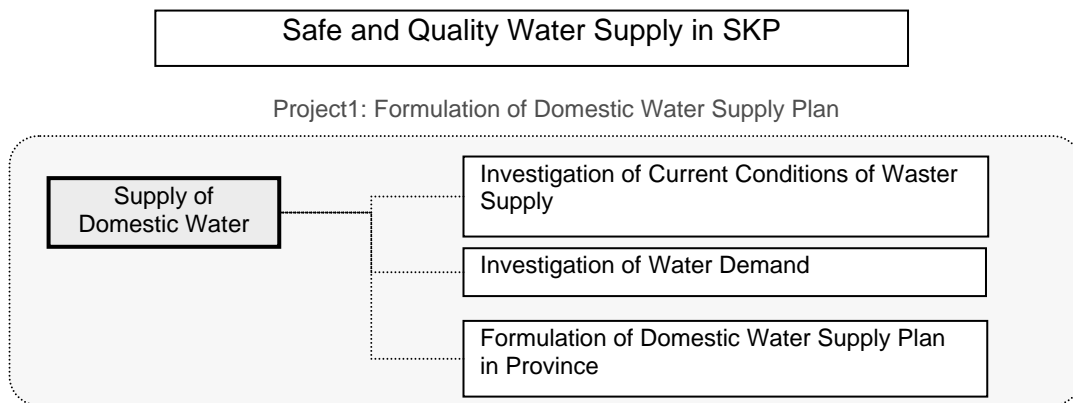 Safe and Quality Water Supply in SKP
Project1: Formulation of Domestic Water Supply Plan
Supply of
Domestic Water
Investigation of Current Conditions of Waster
Supply
Investigation of Water Demand
Formulation of Domestic Water Supply Plan
in Province